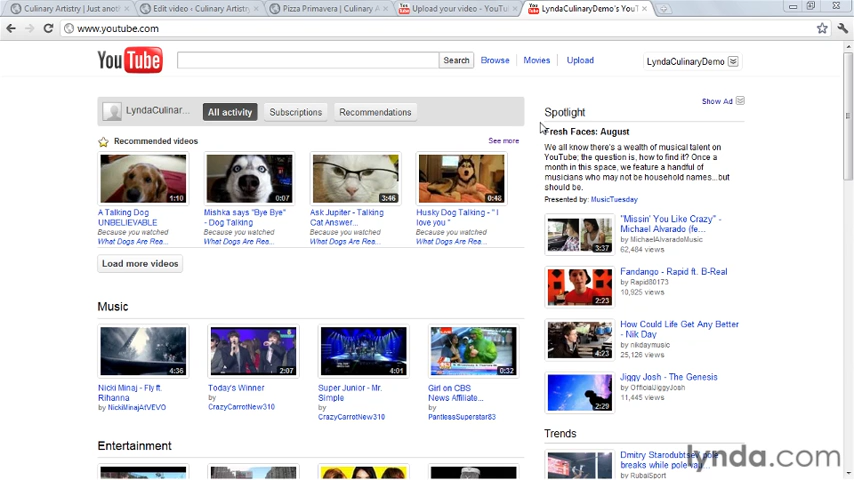 Culinary Artistry | Just anot
Edit video ‹ Culinary Artistry
Pizza Primavera | Culinary A
Upload your video - YouTu
LyndaCulinaryDemo's YouT
www.youtube.com
YouTube
Search
Browse
Movies
Upload
LyndaCulinaryDemo
LyndaCulinar...
All activity
Subscriptions
Recommendations
Show Ad
Spotlight
Recommended videos
See more
1:10
0:07
3:46
0:48
A Talking Dog
UNBELIEVABLE
Because you watched
What Dogs Are Rea...
Mishka says "Bye Bye"
- Dog Talking
Because you watched
What Dogs Are Rea...
Ask Jupiter - Talking
Cat Answer...
Because you watched
What Dogs Are Rea...
Husky Dog Talking - " I
love you "
Because you watched
What Dogs Are Rea...
Load more videos
Music
4:36
2:07
4:01
0:32
Nicki Minaj - Fly ft.
Rihanna
by NickiMinajAtVEVO
Today's Winner
by
CrazyCarrotNew310
Super Junior - Mr.
Simple
by
CrazyCarrotNew310
Girl on CBS
News Affiliate...
by
PantlessSuperstar83
Entertainment
Fresh Faces: August
We all know there's a wealth of musical talent on
YouTube; the question is, how to find it? Once a
month in this space, we feature a handful of
musicians who may not be household names...but
should be.
Presented by: MusicTuesday
3:37
"Missin' You Like Crazy" -
Michael Alvarado (fe...
by MichaelAlvaradoMusic
62,484 views
2:23
Fandango - Rapid ft. B-Real
by Rapid80173
10,925 views
4:23
How Could Life Get Any Better
- Nik Day
by nikdaymusic
25,126 views
2:29
Jiggy Josh - The Genesis
by OfficialJiggyJosh
11,445 views
Trends
Dmitry Starodubtsev pole
breaks while pole
by RubalSport
lynda.com